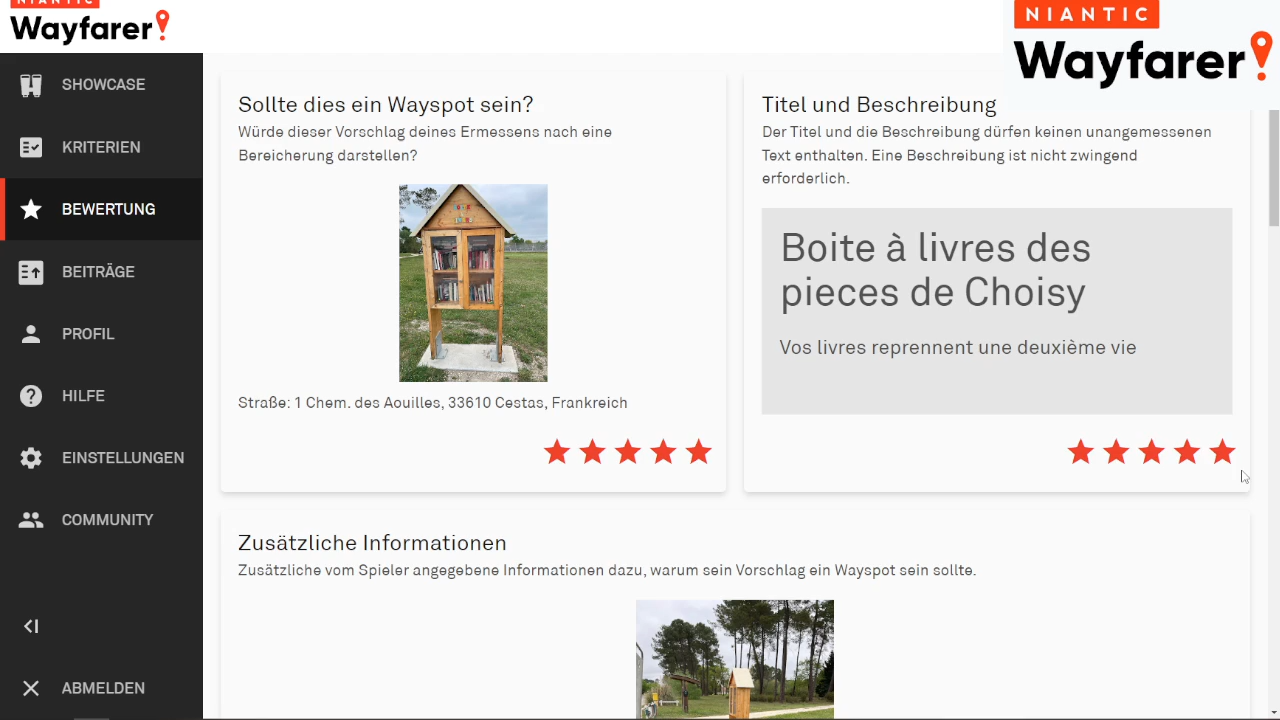 NIANTIC
Wayfarer
NIANTIC
Wayfarer
SHOWCASE
KRITERIEN
BEWERTUNG
BEITRÄGE
PROFIL
HILFE
EINSTELLUNGEN
COMMUNITY
ABMELDEN
Sollte dies ein Wayspot sein?
Würde dieser Vorschlag deines Ermessens nach eine
Bereicherung darstellen?
Straße: 1 Chem. des Aouilles, 33610 Cestas, Frankreich
Titel und Beschreibung
Der Titel und die Beschreibung dürfen keinen unangemessenen
Text enthalten. Eine Beschreibung ist nicht zwingend
erforderlich.
Boite à livres des
pieces de Choisy
Vos livres reprennent une deuxième vie
Zusätzliche Informationen
Zusätzliche vom Spieler angegebene Informationen dazu, warum sein Vorschlag ein Wayspot sein sollte.